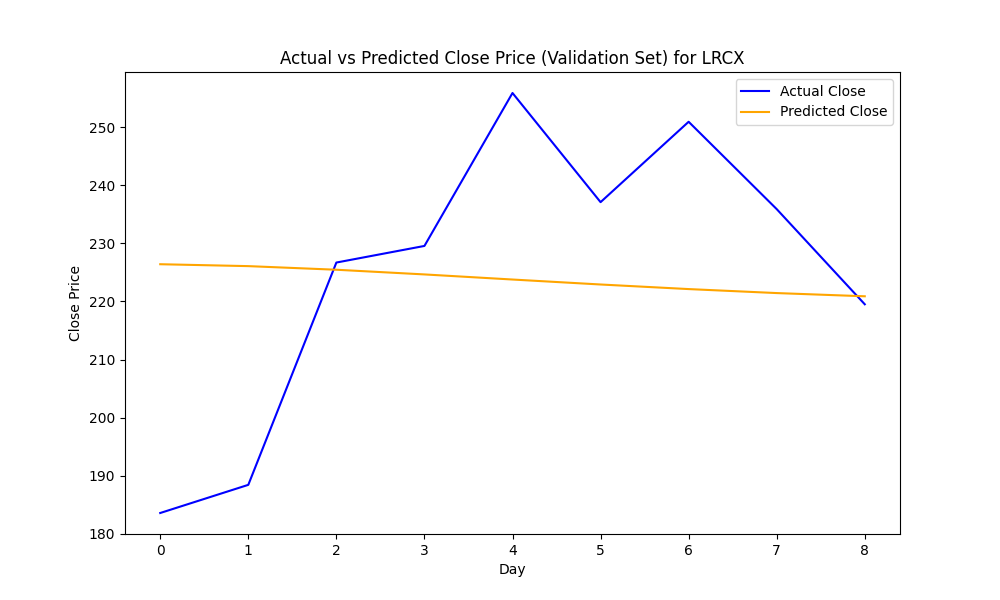 Actual vs Predicted Close Price (Validation Set) for LRCX
Actual Close
Predicted Close
Close Price
250
240
230
220
210
200
190
180
0 1 2 3 4 5 6 7 8
Day